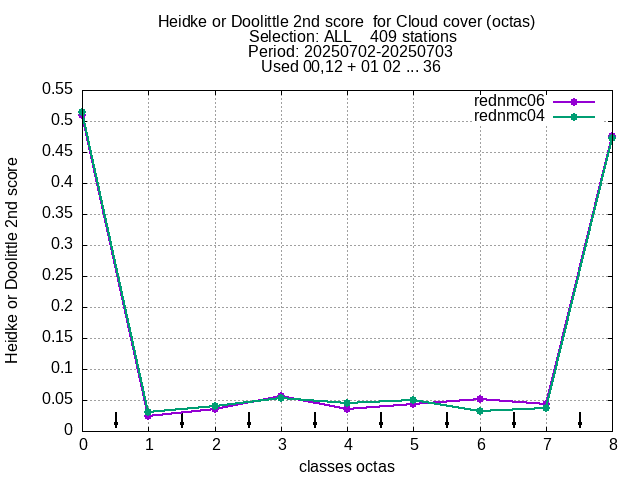 Heidke or Doolittle 2nd score  for Cloud cover (octas)
Selection: ALL    409 stations
Period: 20250702-20250703
Used 00,12 + 01 02 ... 36
rednmc06
rednmc04
0.55
0.5
0.45
0.4
0.35
0.3
0.25
0.2
0.15
0.1
0.05
0
Heidke or Doolittle 2nd score
0 1 2 3 4 5 6 7 8
classes octas